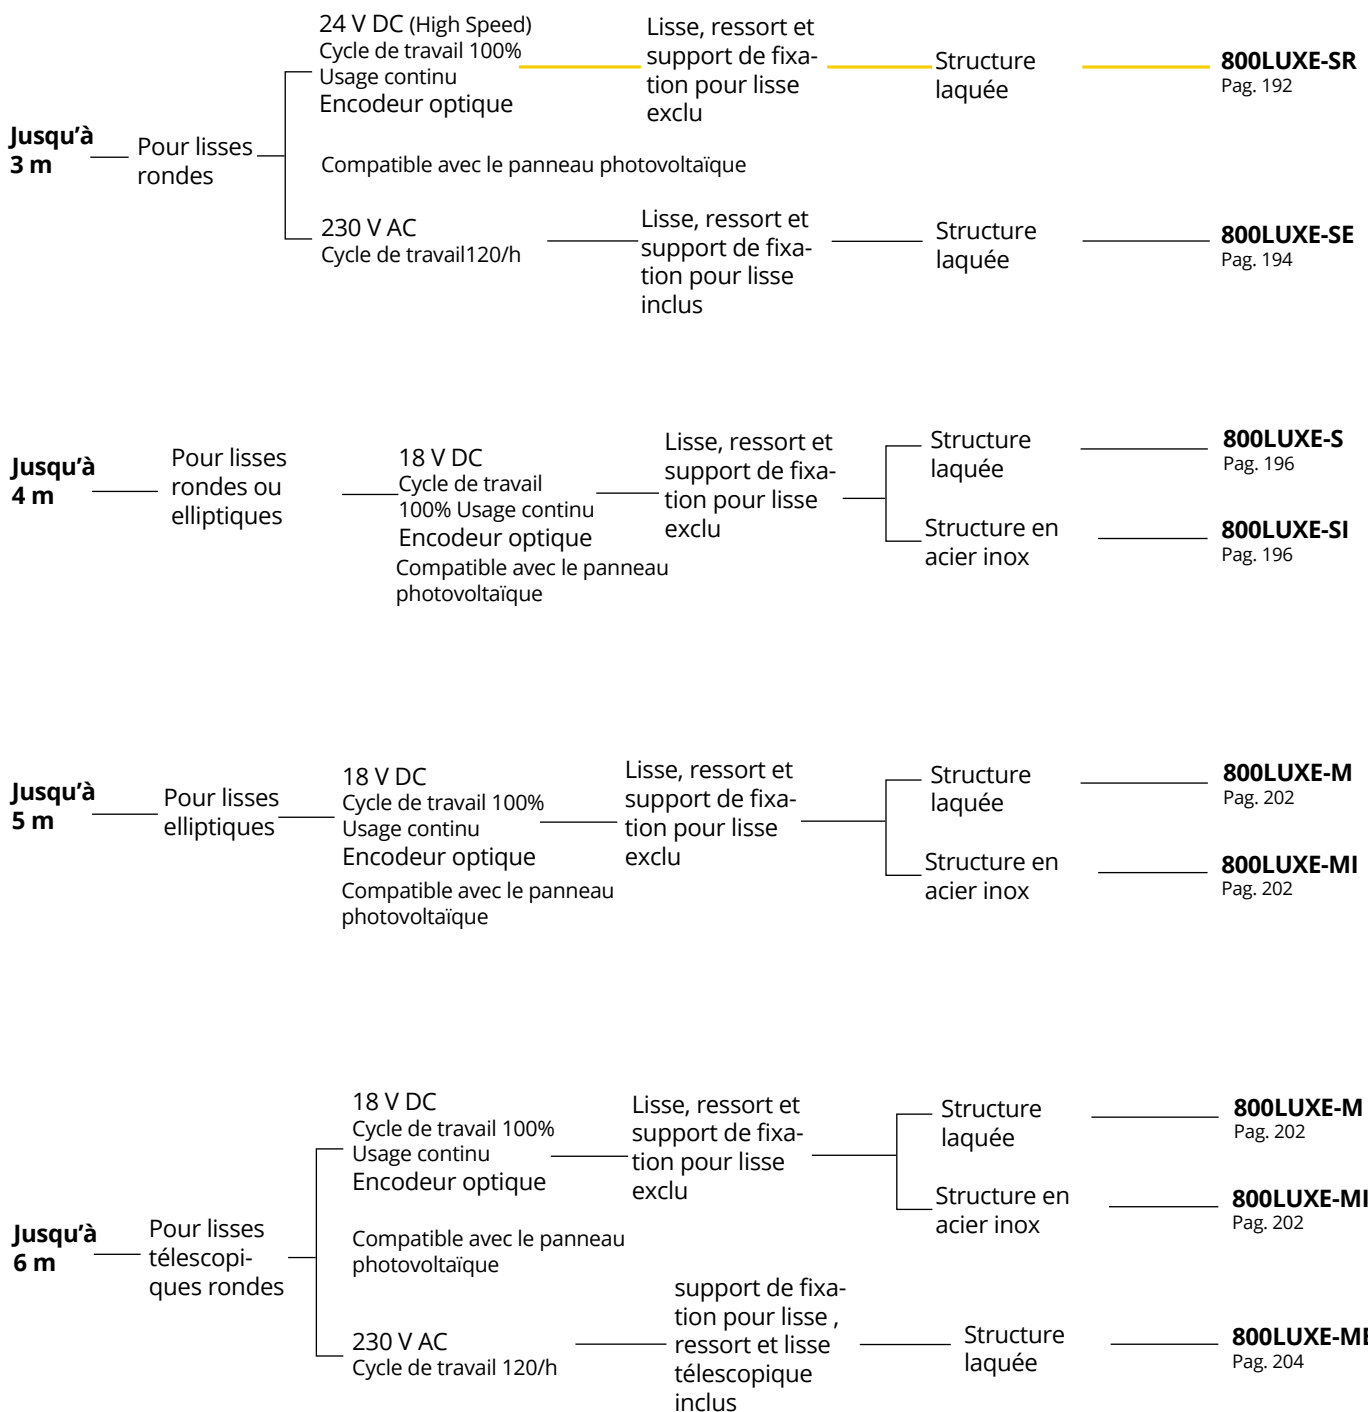 Jusqu'à
3 m
Pour lisses
rondes
24 V DC (High Speed)
Cycle de travail 100%
Usage continu
Encodeur optique
Compatible avec le panneau photovoltaïque
Lisse, ressort et
support de fixa-
tion pour lisse
exclu
Structure
laquée
800LUXE-SR
Pag. 192
230 V AC
Cycle de travail120/h
Lisse, ressort et
support de fixa-
tion pour lisse
inclus
Structure
laquée
800LUXE-SE
Pag. 194
Jusqu'à
4 m
Pour lisses
rondes ou
elliptiques
18 V DC
Cycle de travail
100% Usage continu
Encodeur optique
Compatible avec le panneau
photovoltaïque
Lisse, ressort et
support de fixa-
tion pour lisse
exclu
Structure
laquée
800LUXE-S
Pag. 196
Structure en
acier inox
800LUXE-SI
Pag. 196
Jusqu'à
5 m
Pour lisses
elliptiques
18 V DC
Cycle de travail 100%
Usage continu
Encodeur optique
Compatible avec le panneau
photovoltaïque
Lisse, ressort et
support de fixa-
tion pour lisse
exclu
Structure
laquée
800LUXE-M
Pag. 202
Structure en
acier inox
800LUXE-MI
Pag. 202
Jusqu'à
6 m
Pour lisses
télescopi-
ques rondes
18 V DC
Cycle de travail 100%
Usage continu
Encodeur optique
Compatible avec le panneau
photovoltaïque
Lisse, ressort et
support de fixa-
tion pour lisse
exclu
Structure
laquée
800LUXE-M
Pag. 202
Structure en
acier inox
800LUXE-MI
Pag. 202
230 V AC
Cycle de travail 120/h
support de fixa-
tion pour lisse ,
ressort et lisse
télescopique
inclus
Structure
laquée
800LUXE-ME
Pag. 204